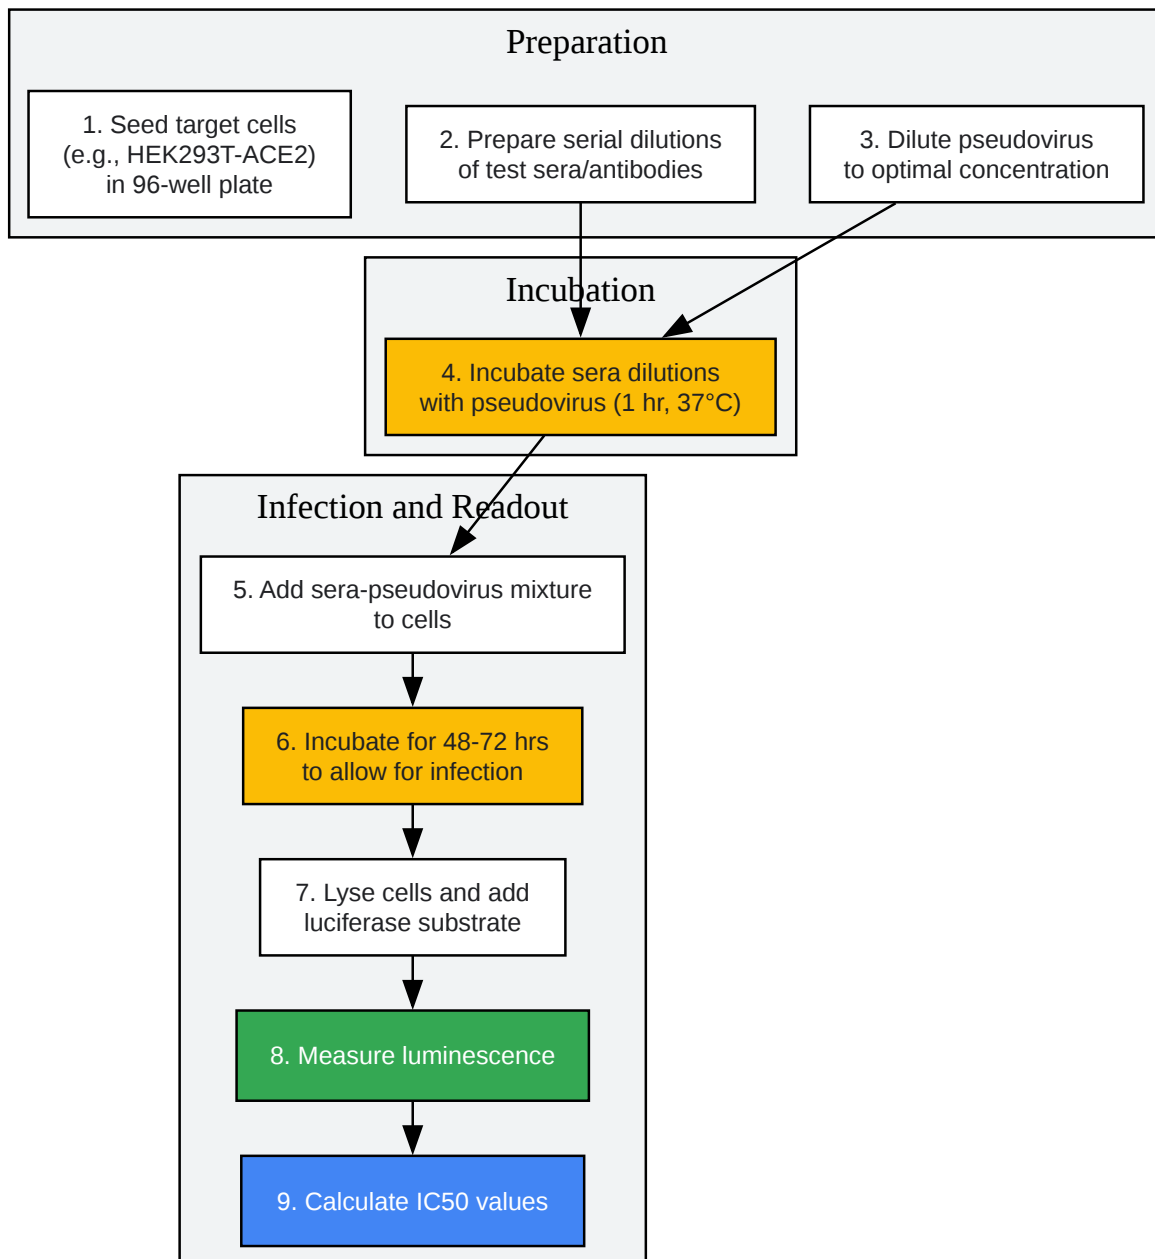 Preparation
1. Seed target cells
(e.g., HEK293T-ACE2)
in 96-well plate
2. Prepare serial dilutions
of test sera/antibodies
3. Dilute pseudovirus
to optimal concentration
Incubation
4. Incubate sera dilutions
with pseudovirus (1 hr, 37°C)
Infection and Readout
5. Add sera-pseudovirus mixture
to cells
6. Incubate for 48-72 hrs
to allow for infection
7. Lyse cells and add
luciferase substrate
8. Measure luminescence
9. Calculate IC50 values